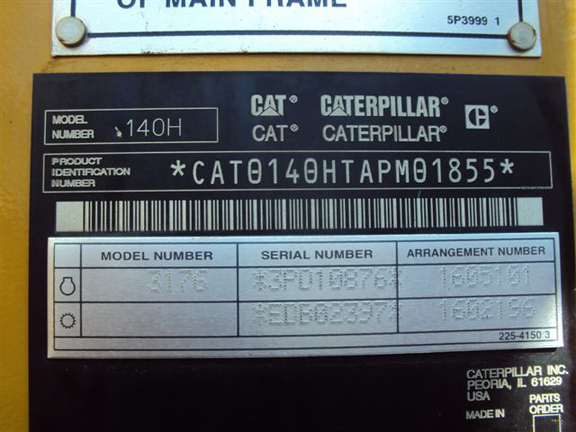 OF MAIN FRAME
5P3999 1
MODEL NUMBER 140H
CAT® CATERPILLAR®
CAT® CATERPILLAR®
PRODUCT IDENTIFICATION NUMBER *CAT0140HTAPM01855*
MODEL NUMBER SERIAL NUMBER ARRANGEMENT NUMBER
3176 *3PD10876* 1605101
*EDB02397* 1602196
225-4150 3
CATERPILLAR INC.
PEORIA, IL 61629
USA
MADE IN
PARTS
ORDER